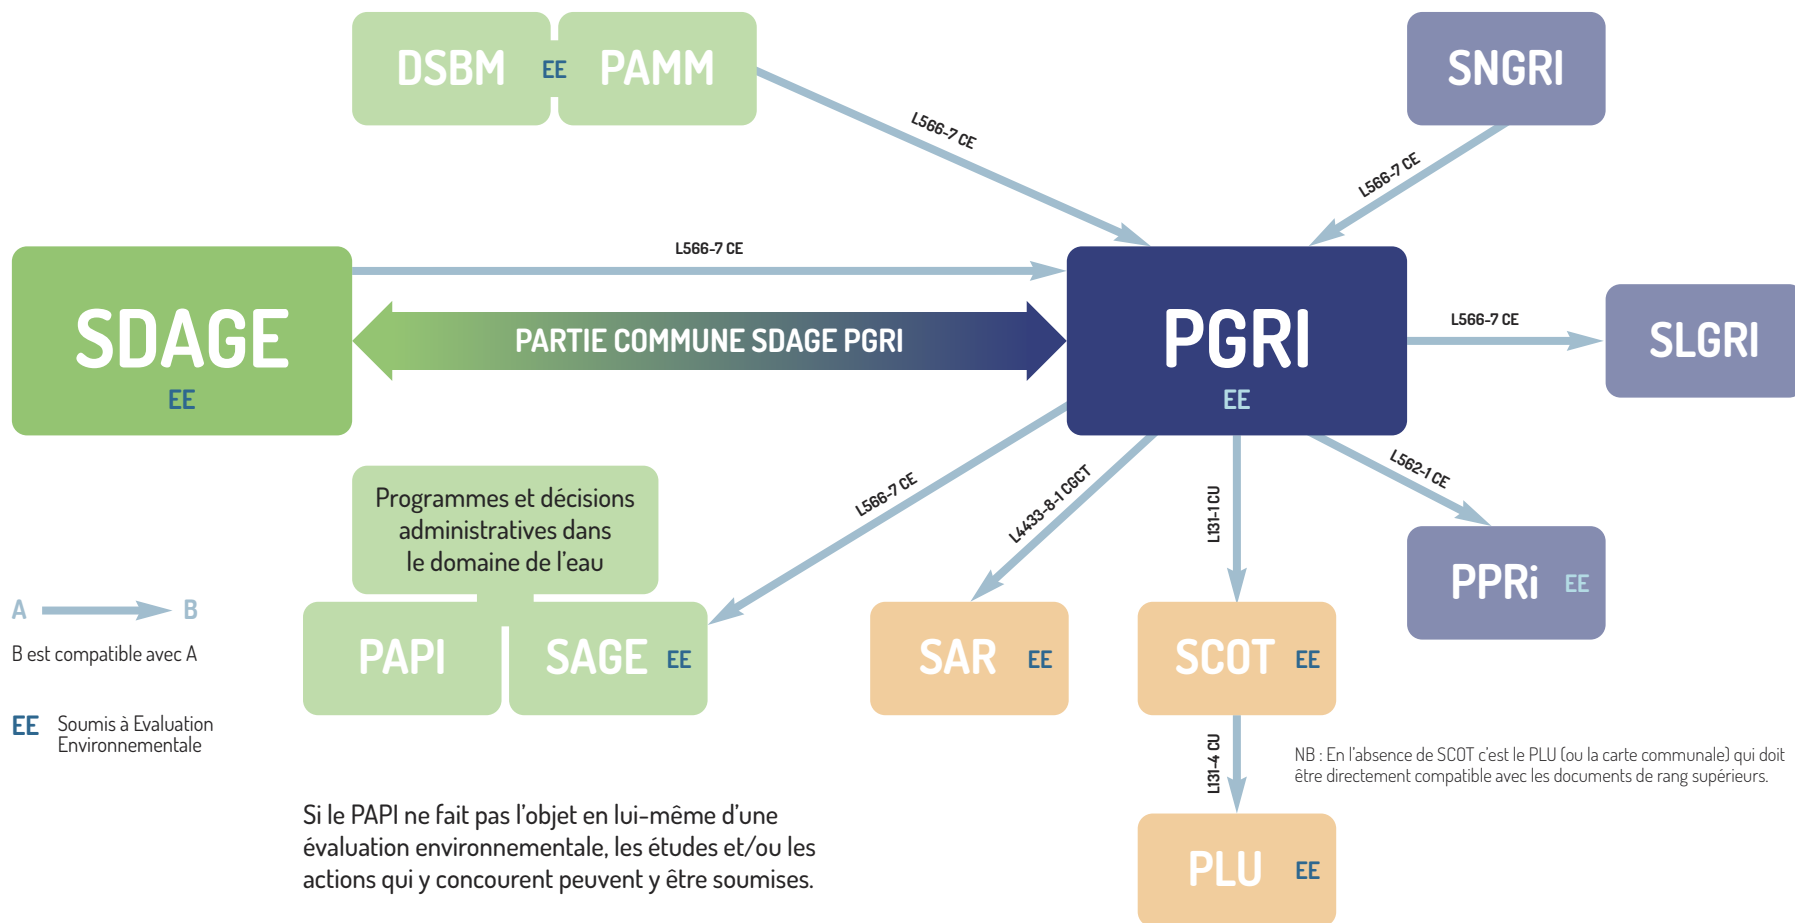 DSBM EE PAMM
SNGRI
L566-7 CE
L566-7 CE
L566-7 CE
SDAGE
EE
PARTIE COMMUNE SDAGE PGRI
PGRI
EE
L566-7 CE
SLGRI
L566-7 CE
L4433-8-1 CGCT
L131-1 CU
L562-1 CE
Programmes et décisions
administratives dans
le domaine de l'eau
PAPI
SAGE EE
SAR EE
SCOT EE
PPRi EE
A B
B est compatible avec A
EE Soumis à Evaluation
Environnementale
L131-4 CU
NB : En l'absence de SCOT c'est le PLU (ou la carte communale) qui doit
être directement compatible avec les documents de rang supérieurs.
Si le PAPI ne fait pas l'objet en lui-même d'une
évaluation environnementale, les études et/ou les
actions qui y concourent peuvent y être soumises.
PLU EE